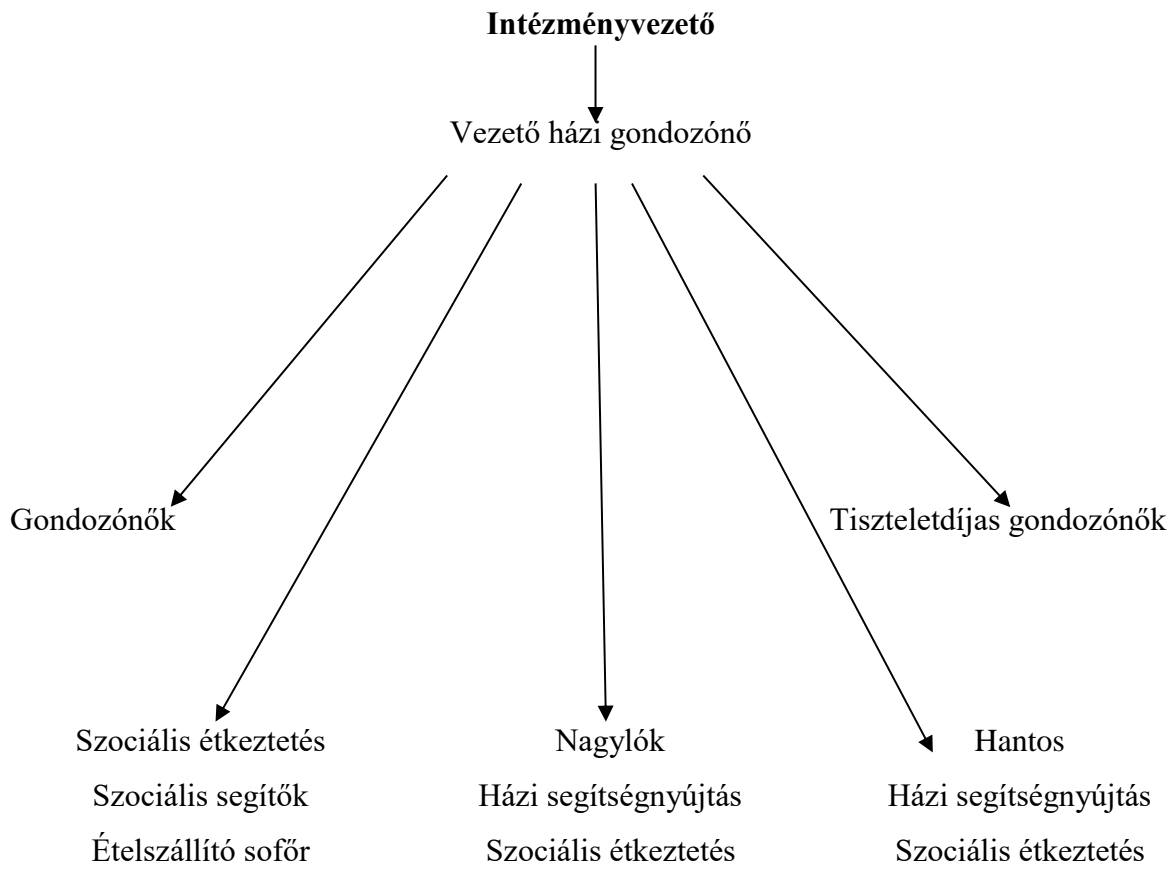 Intézményvezető
Vezető házi gondozónő
Gondozónők
Tiszteletdíjas gondozónők
Szociális étkeztetés
Szociális segítők
Ételszállító sofőr
Nagylók
Házi segítségnyújtás
Szociális étkeztetés
Hantos
Házi segítségnyújtás
Szociális étkeztetés